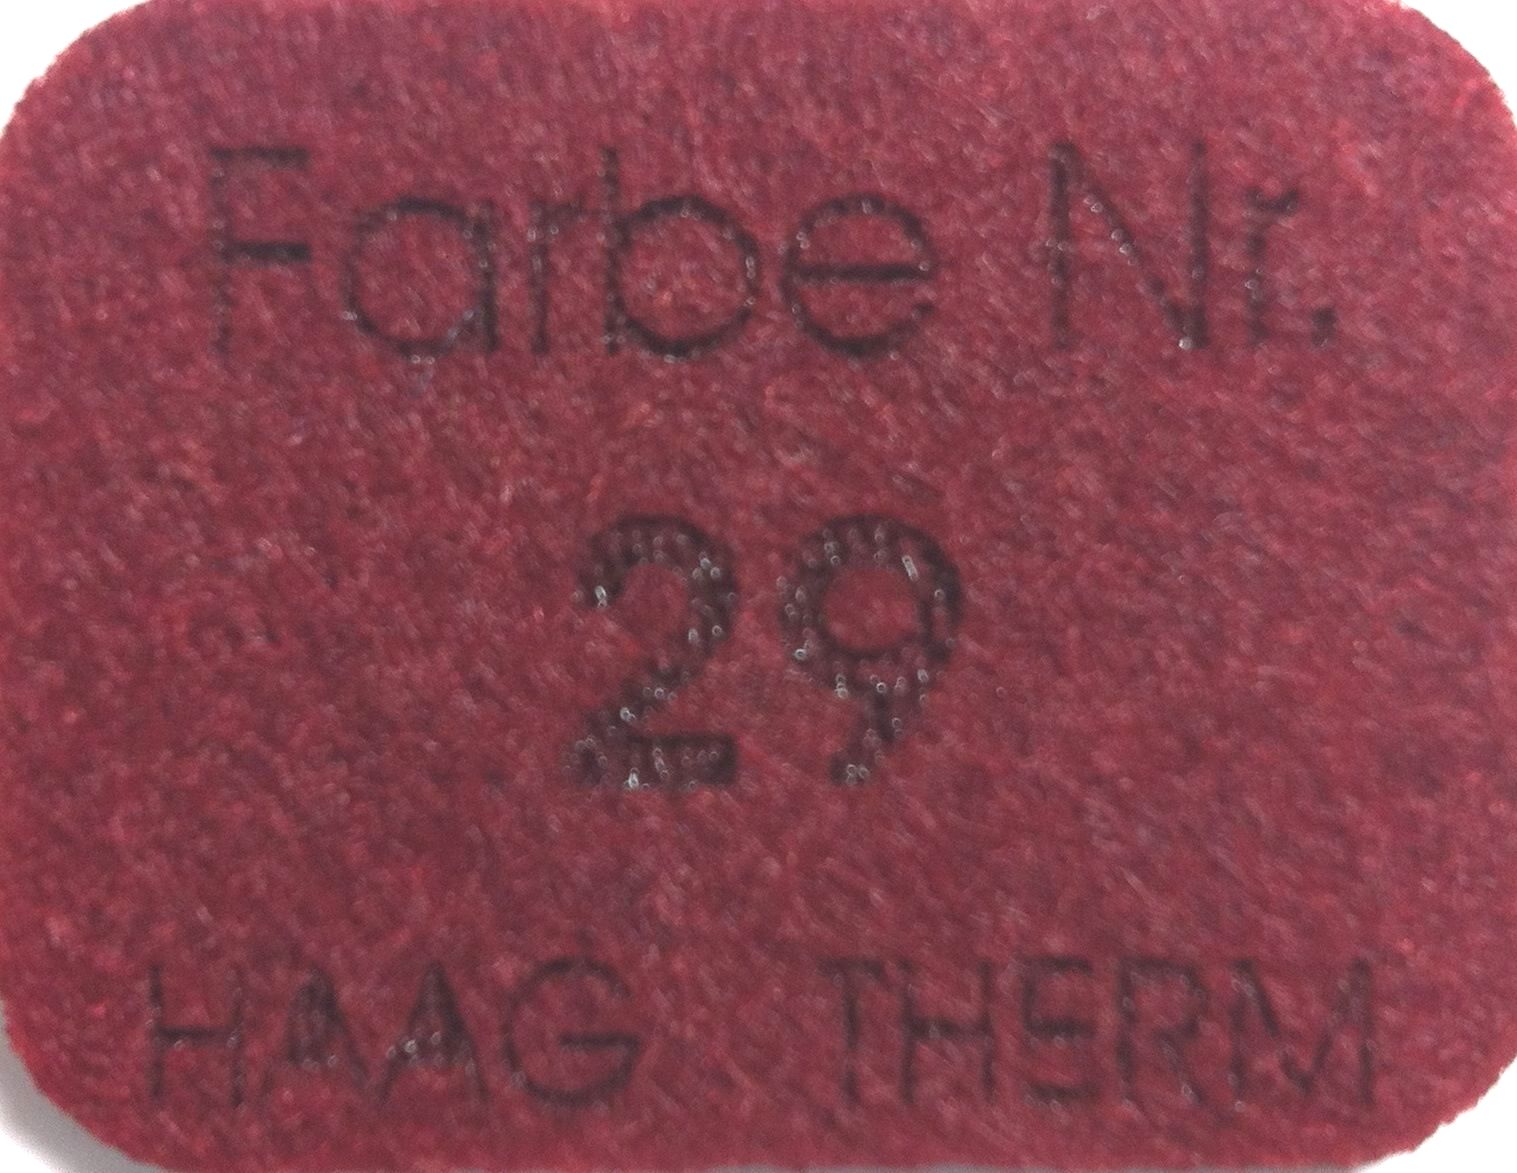 Farbe Nr.
29
HAAG THERM